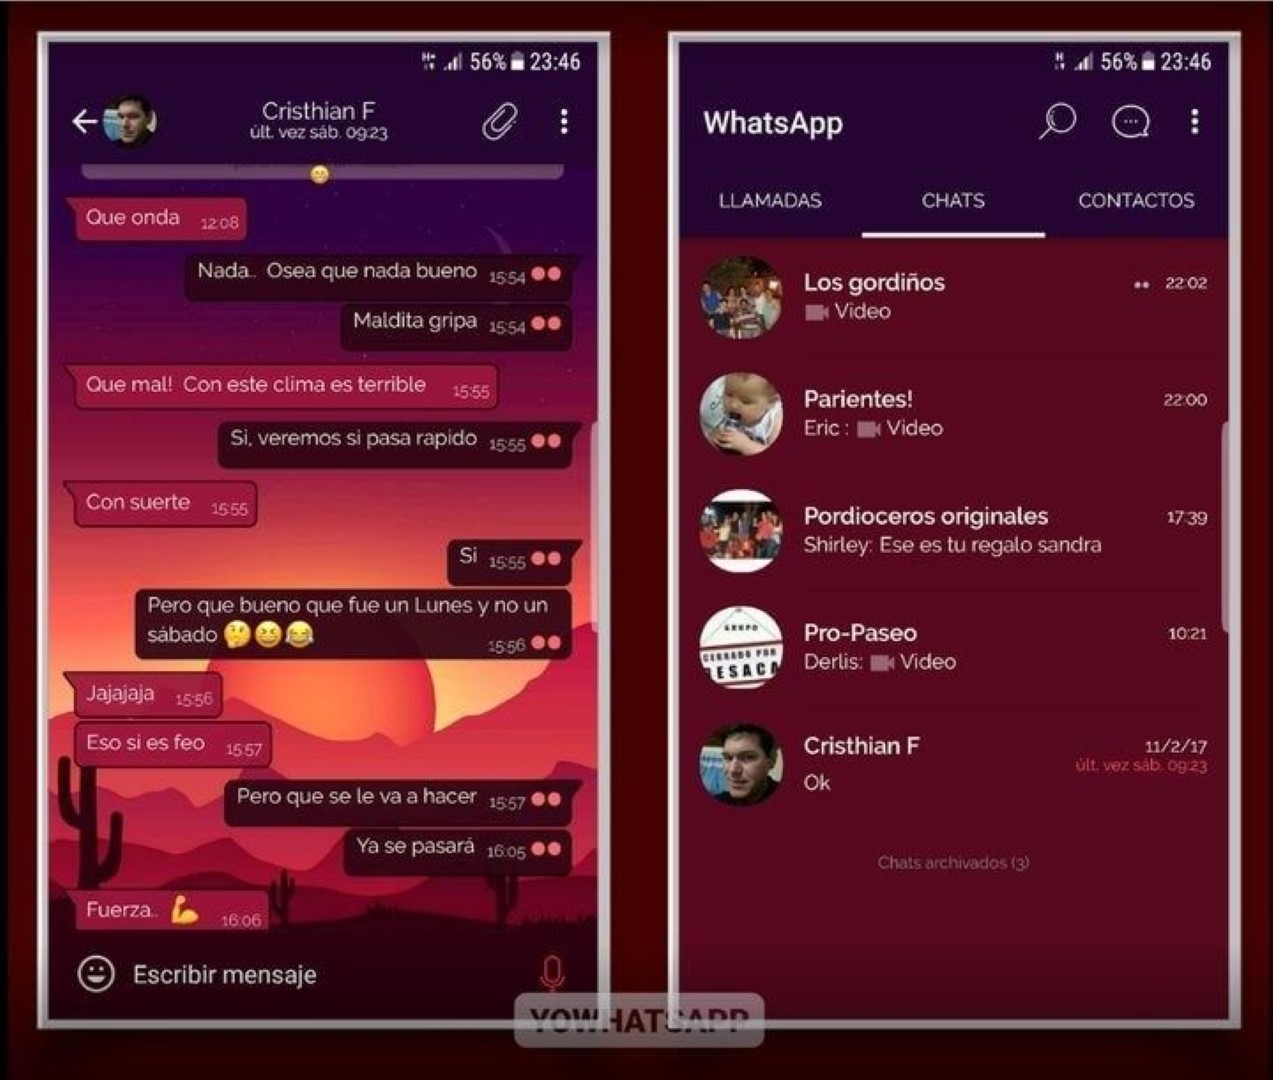 56% 23:46
Cristhian F
últ. vez sáb. 09:23
Que onda 12:08
Nada.. Osea que nada bueno 15:54
Maldita gripa 15:54
Que mal! Con este clima es terrible 15:55
Si, veremos si pasa rapido 15:55
Con suerte 15:55
Si 15:55
Pero que bueno que fue un Lunes y no un
sábado 15:56
Jajajaja 15:56
Eso si es feo 15:57
Pero que se le va a hacer 15:57
Ya se pasará 16:05
Fuerza.. 16:06
Escribir mensaje
56% 23:46
WhatsApp
LLAMADAS CHATS CONTACTOS
Los gordiños 22:02
Video
Parientes! 22:00
Eric : Video
Pordioceros originales 17:39
Shirley: Ese es tu regalo sandra
GRUPO
CERRADO POR
RESACA
Pro-Paseo 10:21
Derlis: Video
Cristhian F 11/2/17
últ. vez sáb. 09:23
Ok
Chats archivados (3)
YOWHATSAPP